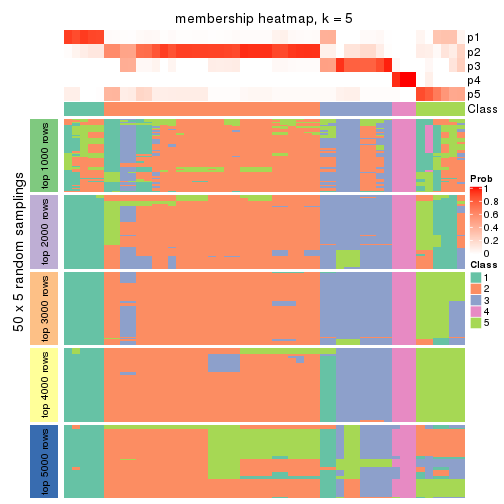 membership heatmap, k = 5
p1
p2
p3
p4
p5
Class
50 x 5 random samplings
top 1000 rows
top 2000 rows
top 3000 rows
top 4000 rows
top 5000 rows
Prob
1
0.8
0.6
0.4
0.2
0
Class
1
2
3
4
5